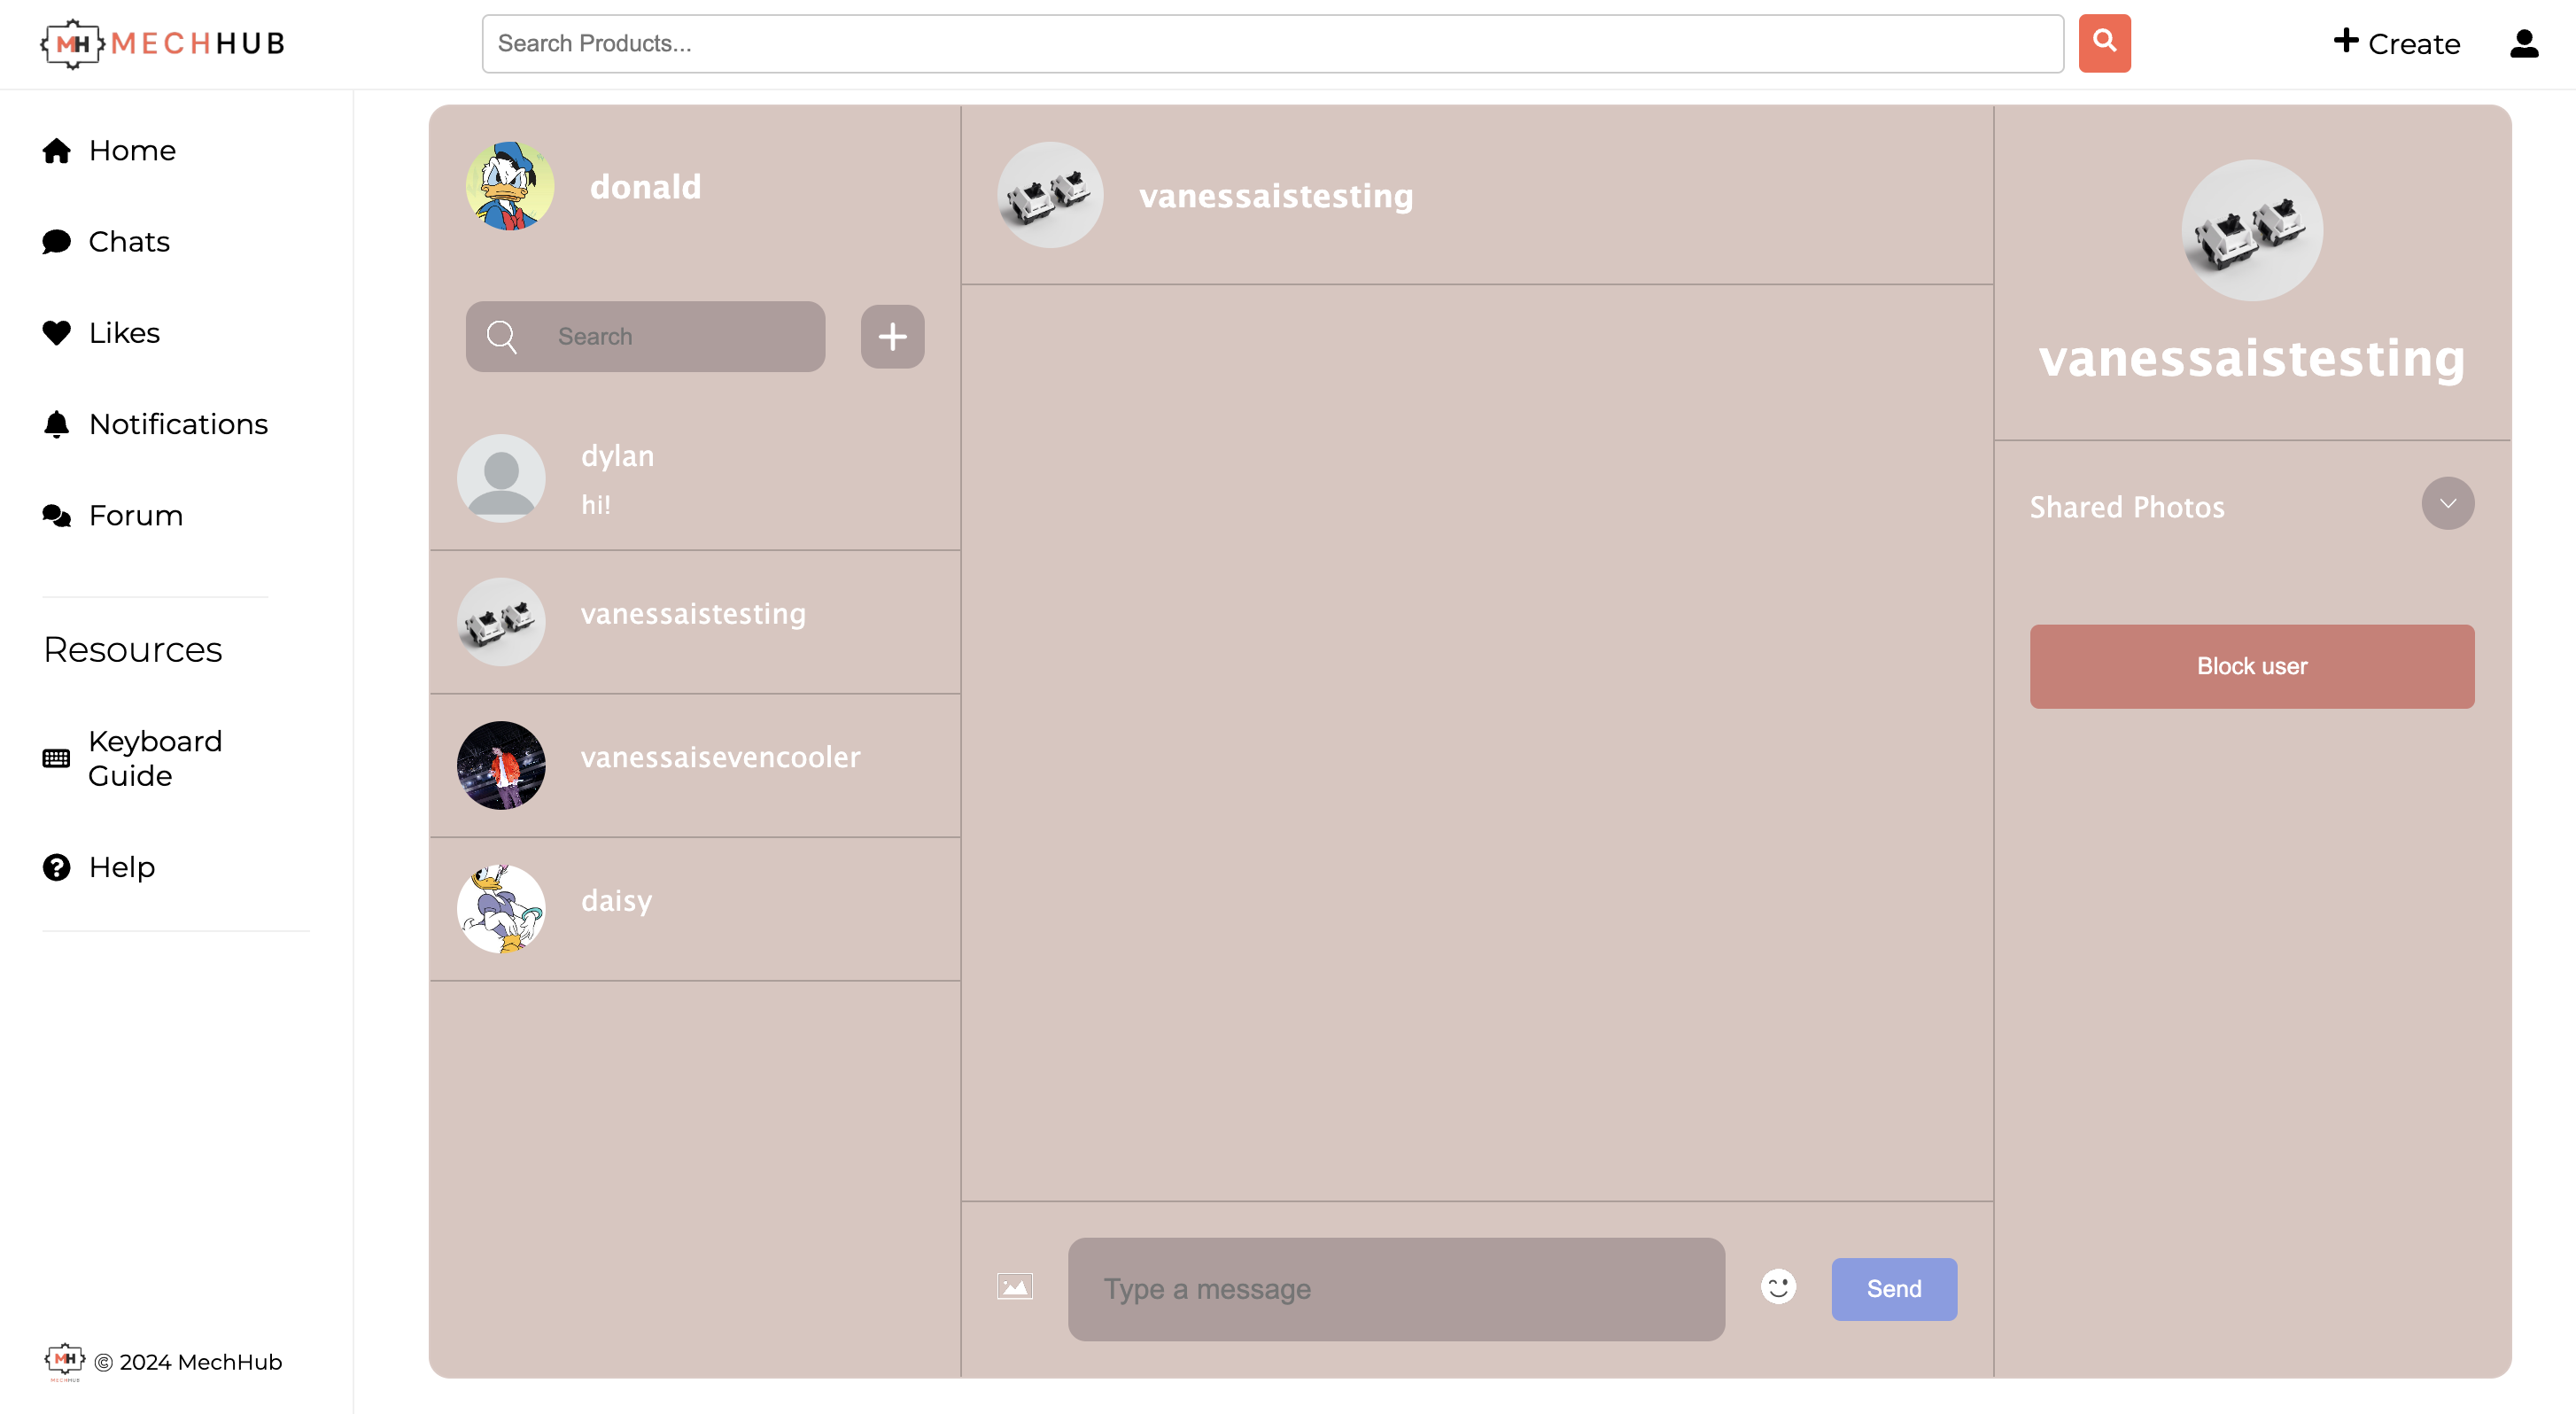 MH MECHHUB
Search Products...
Create
Home
Chats
Likes
Notifications
Forum
Resources
Keyboard
Guide
Help
MH
MECHHUB
© 2024 MechHub
donald
Search
dylan
hi!
vanessaistesting
vanessaisevencooler
daisy
vanessaistesting
Type a message
Send
vanessaistesting
Shared Photos
Block user